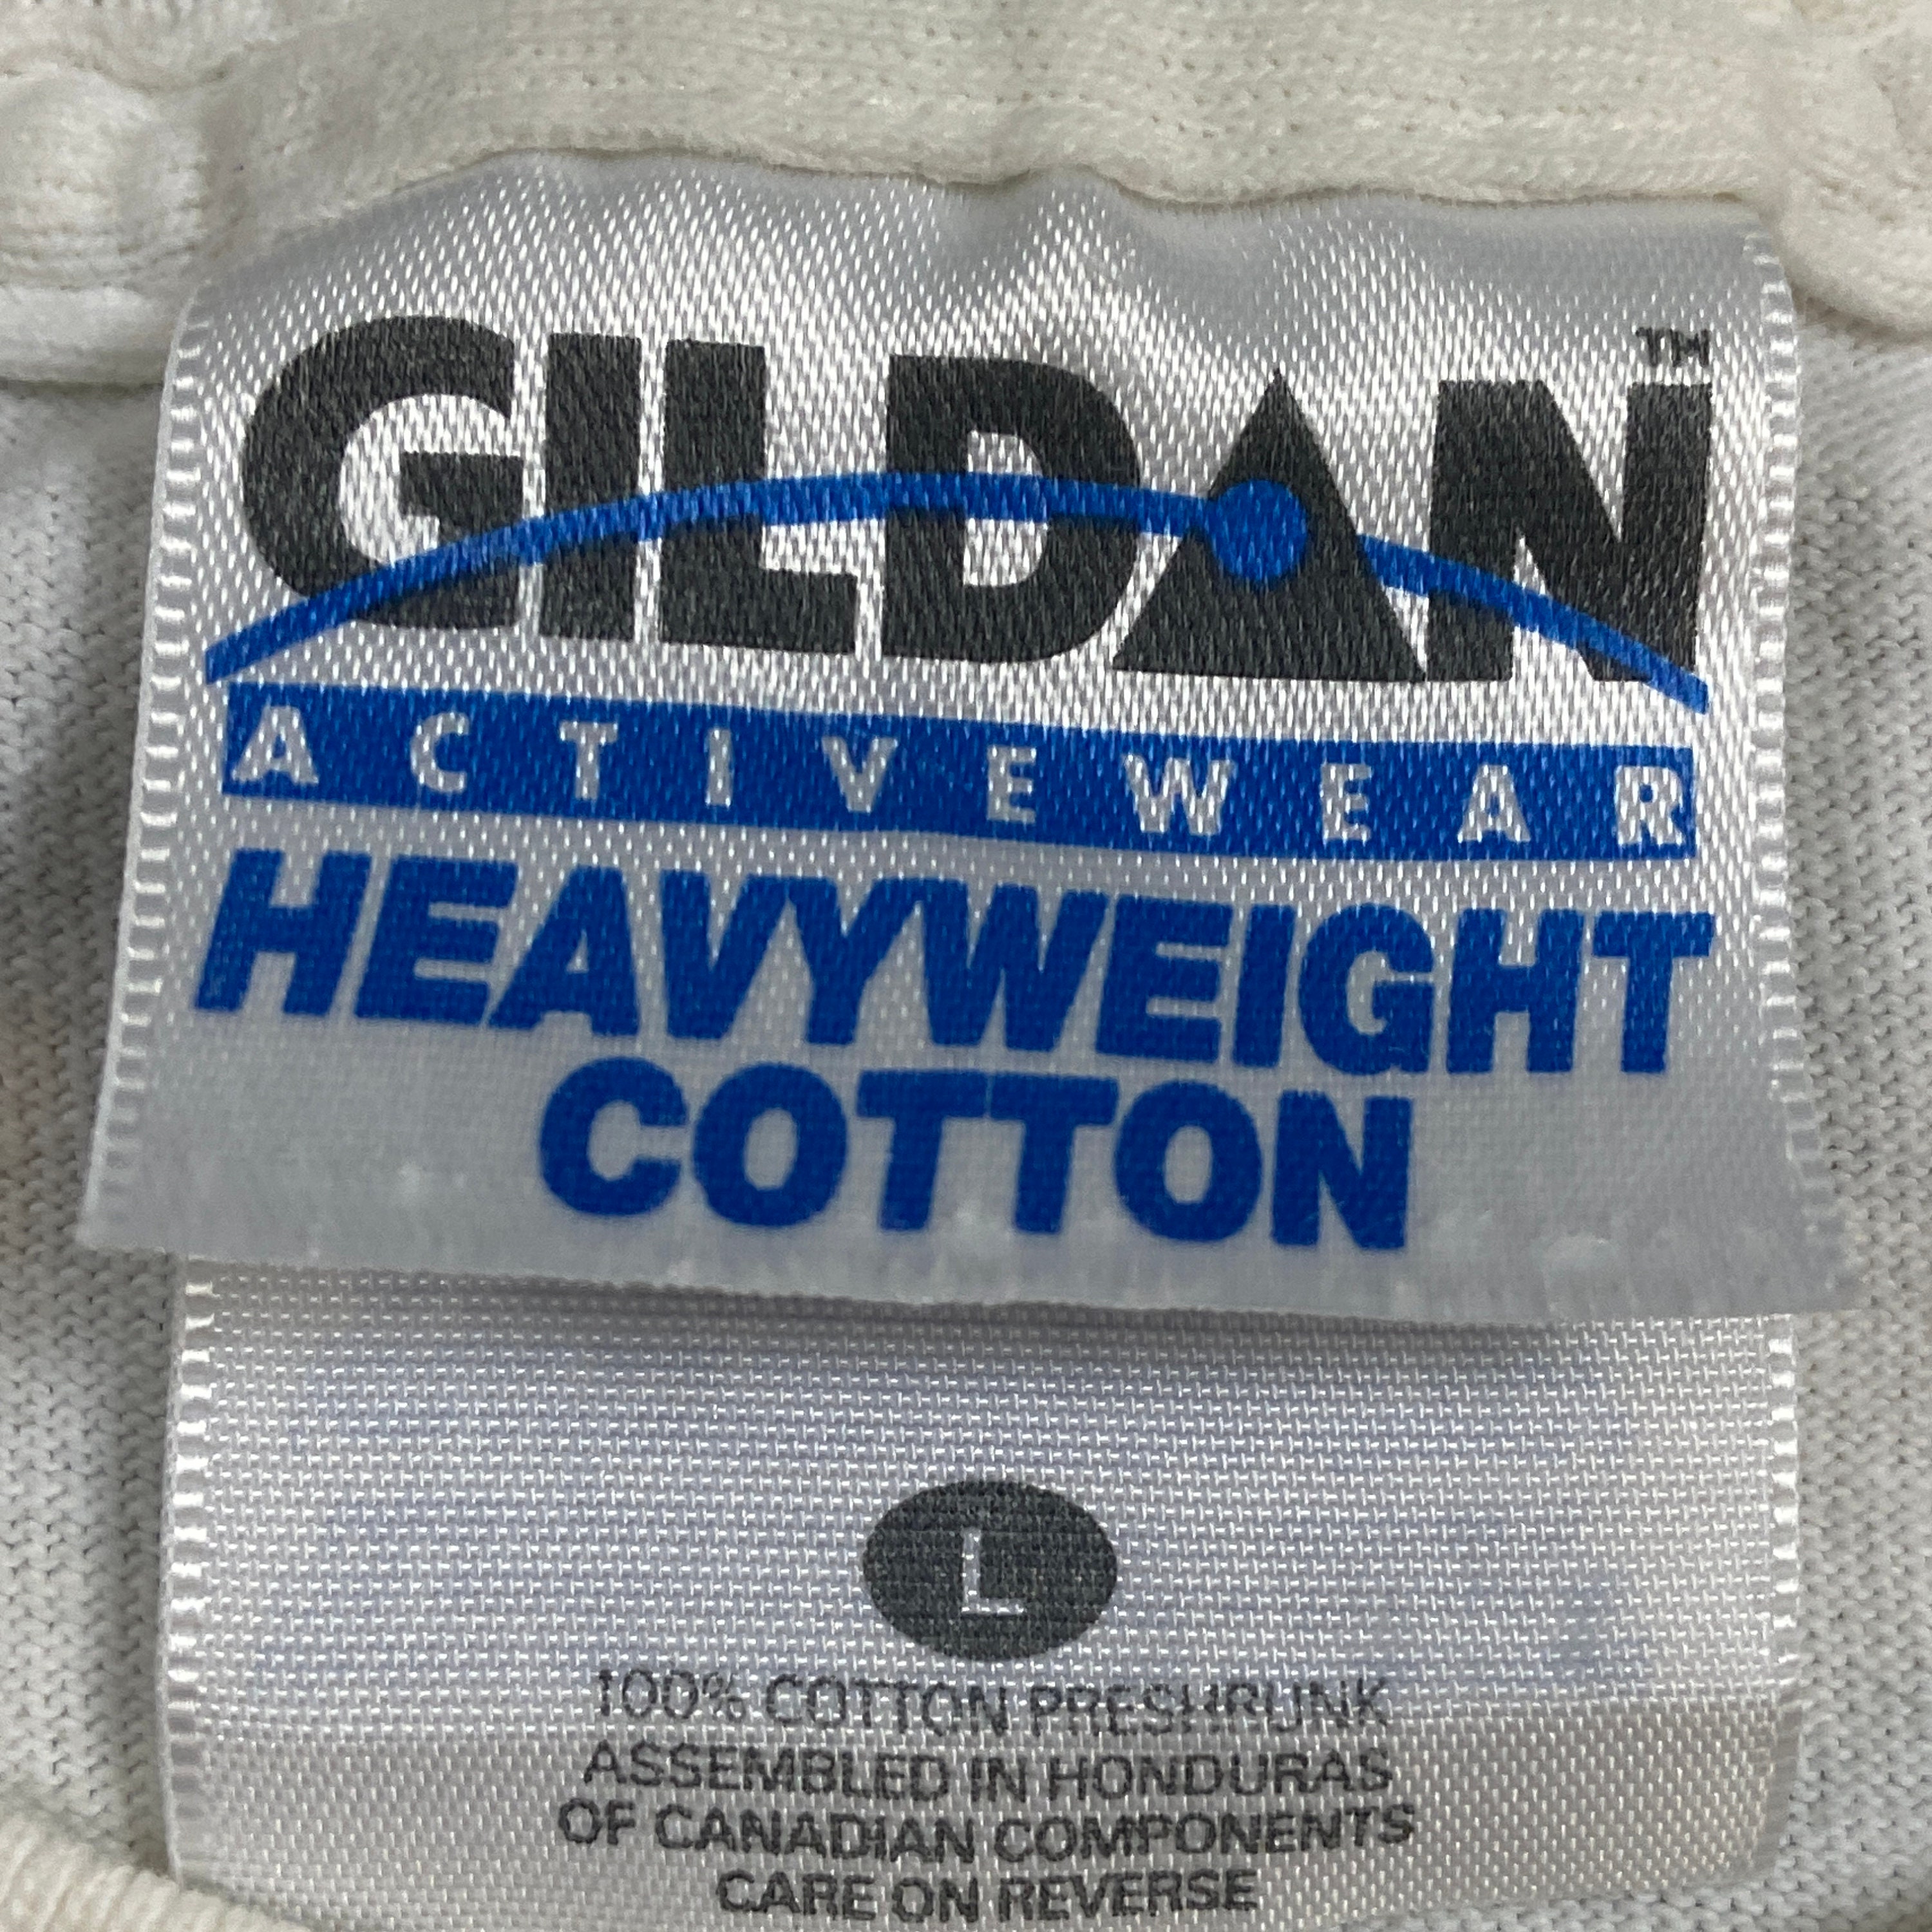 GILDAN™
ACTIVEWEAR
HEAVYWEIGHT
COTTON
L
100% COTTON PRESHRUNK
ASSEMBLED IN HONDURAS
OF CANADIAN COMPONENTS
CARE ON REVERSE